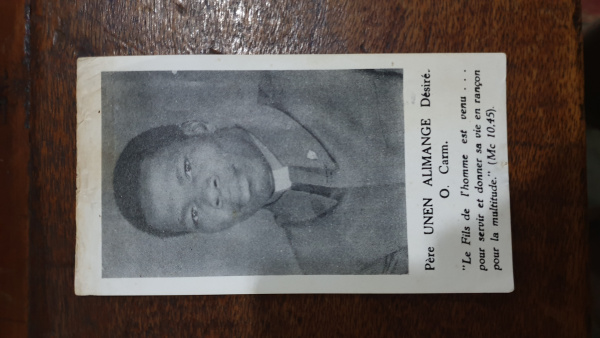 Père UNEN ALIMANGE Désiré.
O. Carm.
"Le Fils de l'homme est venu . . .
pour servir et donner sa vie en rançon
pour la multitude." (Mc 10,45).